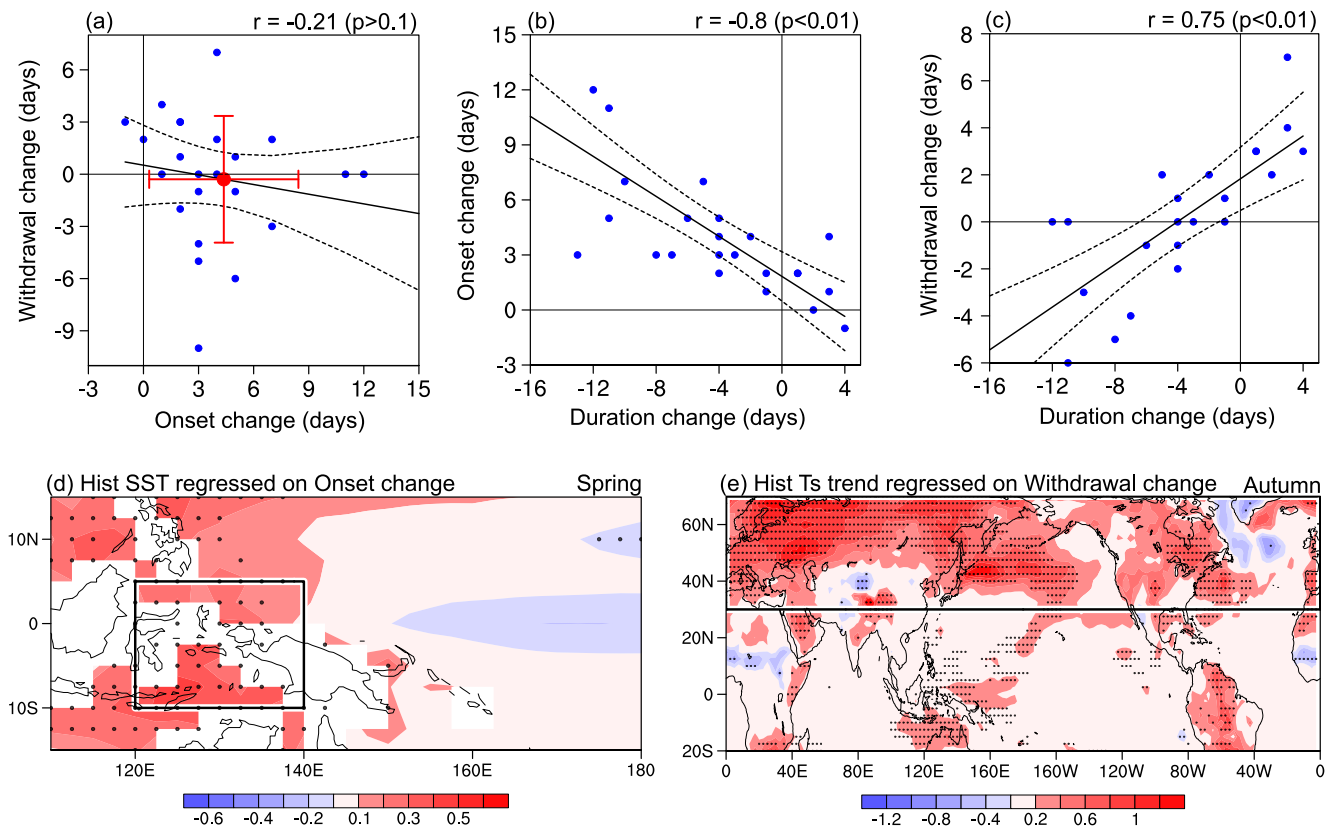 (a) r = -0.21 (p>0.1)
Withdrawal change (days)
6
3
0
-3
-6
-9
-3 0 3 6 9 12 15
Onset change (days)
(b) r = -0.8 (p<0.01)
Onset change (days)
15
12
9
6
3
0
-3
-16 -12 -8 -4 0 4
Duration change (days)
(c) r = 0.75 (p<0.01)
Withdrawal change (days)
8
6
4
2
0
-2
-4
-6
-16 -12 -8 -4 0 4
Duration change (days)
(d) Hist SST regressed on Onset change Spring
10N
0
10S
120E 140E 160E 180
-0.6 -0.4 -0.2 0.1 0.3 0.5
(e) Hist Ts trend regressed on Withdrawal change Autumn
60N
40N
20N
0
20S
0 40E 80E 120E 160E 160W 120W 80W 40W 0
-1.2 -0.8 -0.4 0.2 0.6 1